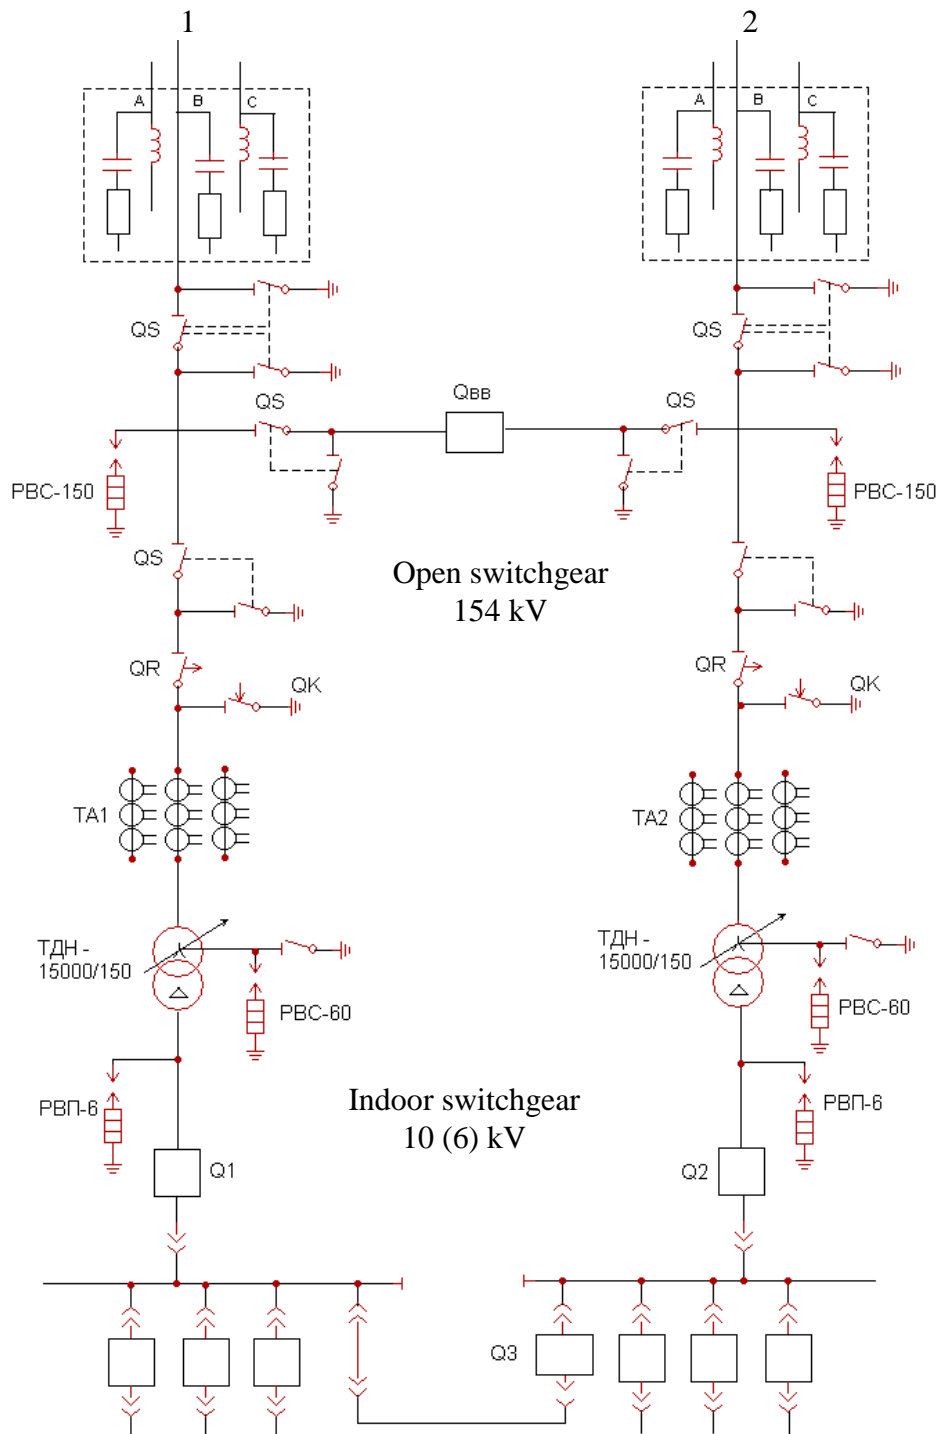 1
2
A
B
C
A
B
C
QS
QS
QS
QВВ
QS
РВС-150
РВС-150
QS
Open switchgear
154 kV
QR
QK
QR
QK
TA1
TA2
ТДН -
15000/150
ТДН -
15000/150
РВС-60
РВС-60
РВП-6
Indoor switchgear
10 (6) kV
РВП-6
Q1
Q2
Q3